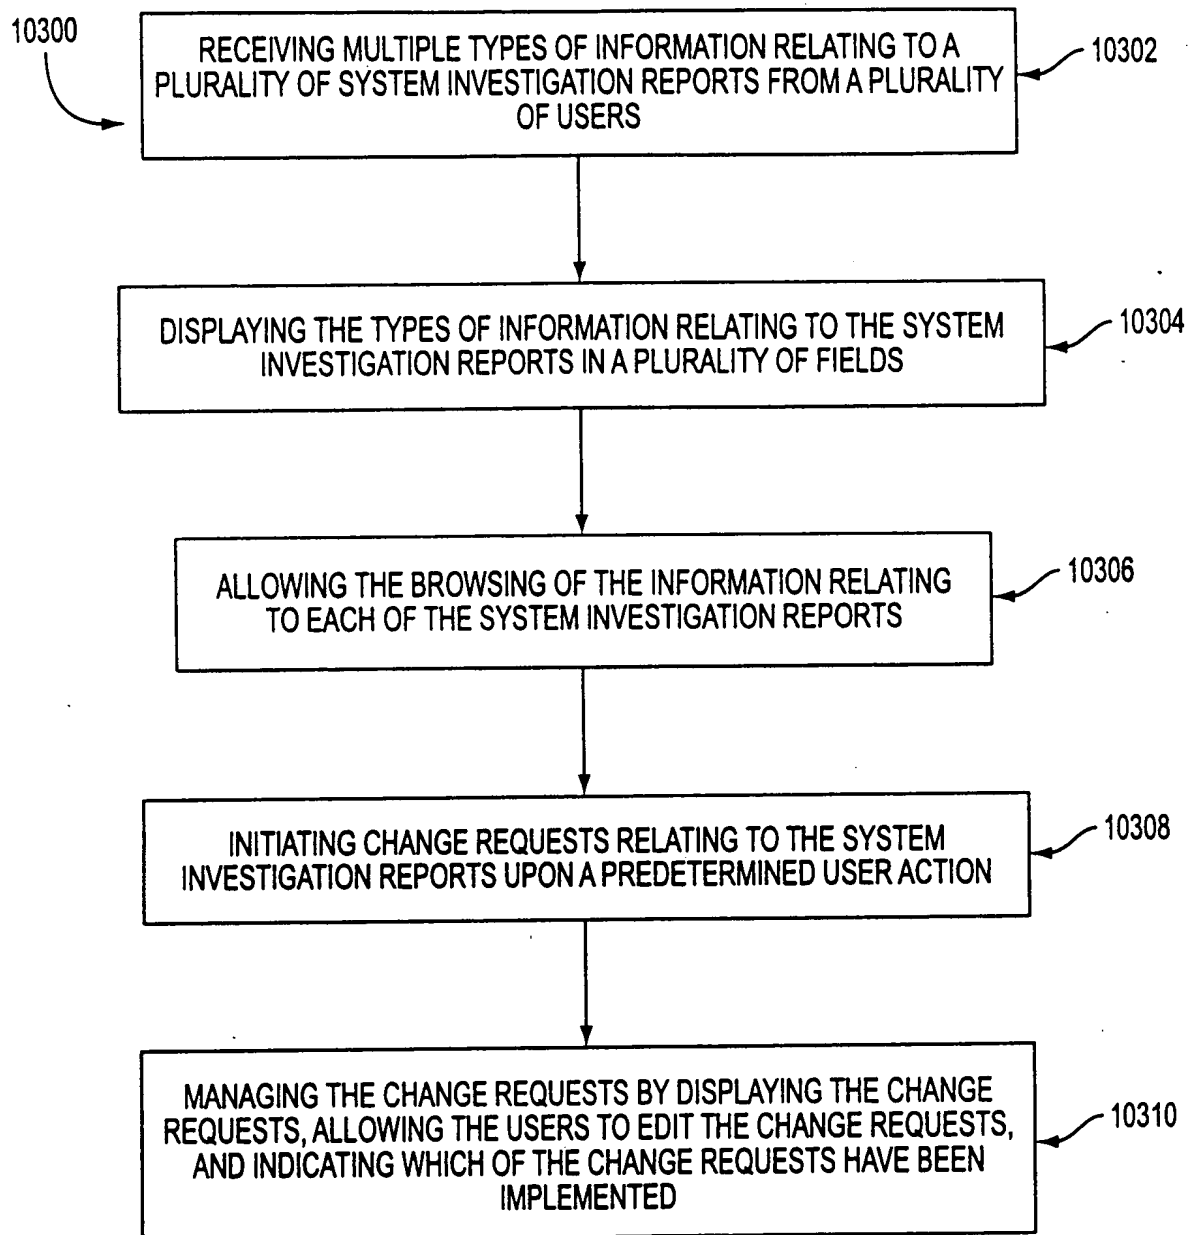 10300
RECEIVING MULTIPLE TYPES OF INFORMATION RELATING TO A
PLURALITY OF SYSTEM INVESTIGATION REPORTS FROM A PLURALITY
OF USERS
10302
DISPLAYING THE TYPES OF INFORMATION RELATING TO THE SYSTEM
INVESTIGATION REPORTS IN A PLURALITY OF FIELDS
10304
ALLOWING THE BROWSING OF THE INFORMATION RELATING
TO EACH OF THE SYSTEM INVESTIGATION REPORTS
10306
INITIATING CHANGE REQUESTS RELATING TO THE SYSTEM
INVESTIGATION REPORTS UPON A PREDETERMINED USER ACTION
10308
MANAGING THE CHANGE REQUESTS BY DISPLAYING THE CHANGE
REQUESTS, ALLOWING THE USERS TO EDIT THE CHANGE REQUESTS,
AND INDICATING WHICH OF THE CHANGE REQUESTS HAVE BEEN
IMPLEMENTED
10310